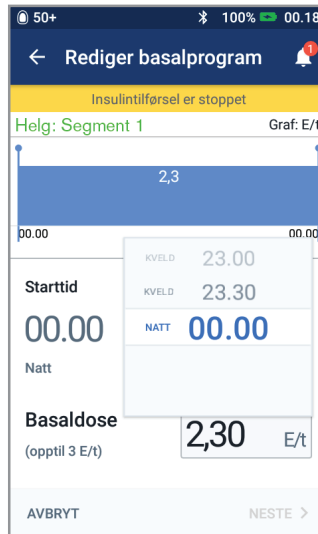 50+ 100% 00.18
Rediger basalprogram 1
Insulintilførsel er stoppet
Helg: Segment 1 Graf: E/t
2,3
00.00 00.00
KVELD 23.00
Starttid KVELD 23.30
00.00 NATT 00.00
Natt
Basaldose
(opptil 3 E/t) 2,30 E/t
AVBRYT NESTE